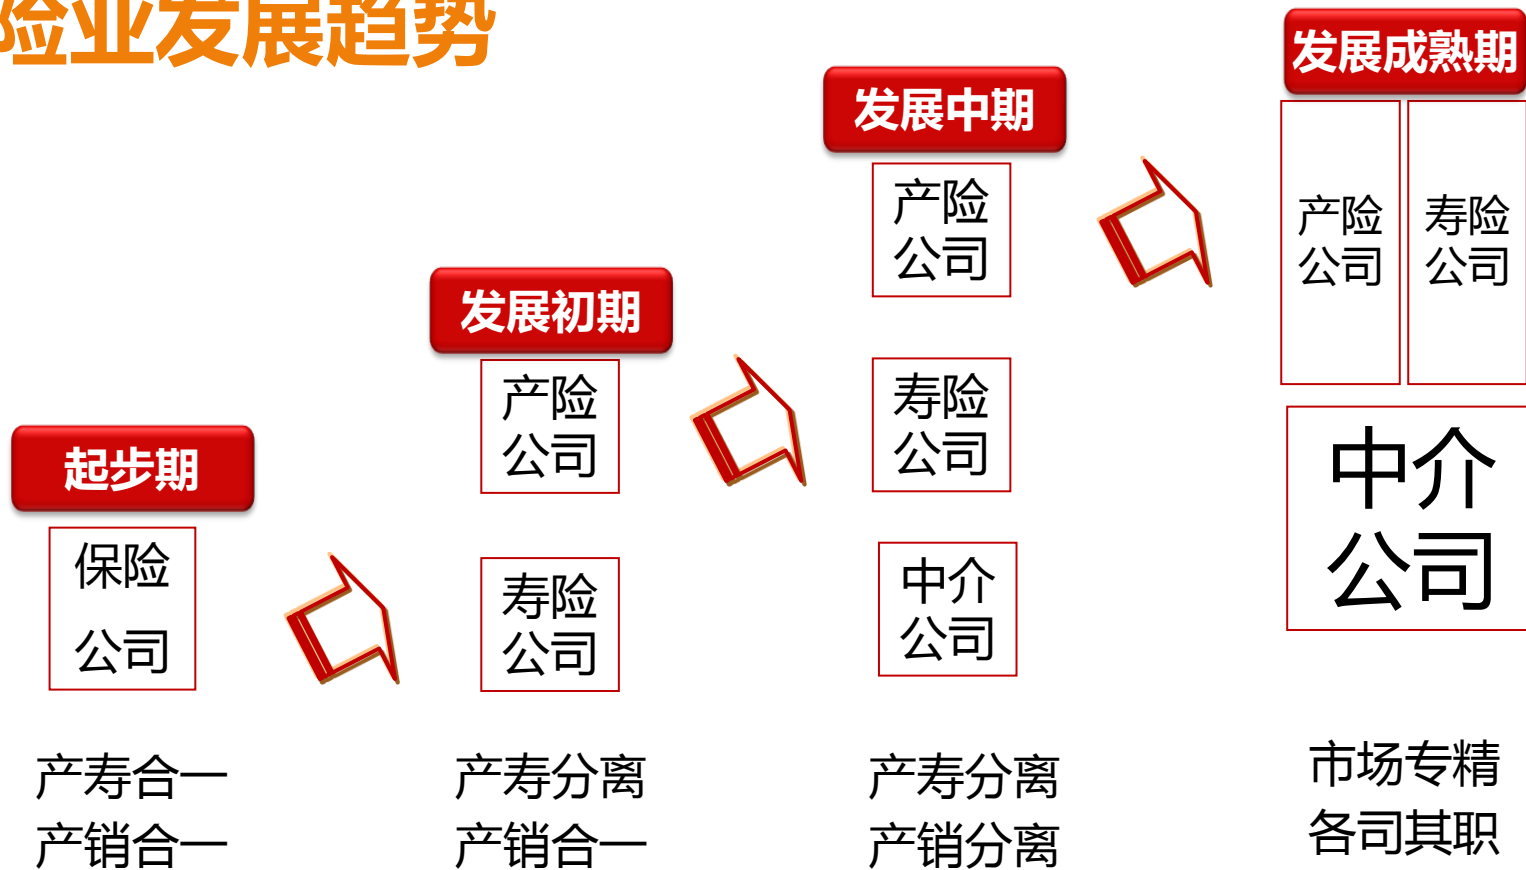 险业发展趋势
起步期
保险
公司
产寿合一
产销合一
发展初期
产险
公司
寿险
公司
产寿分离
产销合一
发展中期
产险
公司
寿险
公司
中介
公司
产寿分离
产销分离
发展成熟期
产险
公司
寿险
公司
中介
公司
市场专精
各司其职